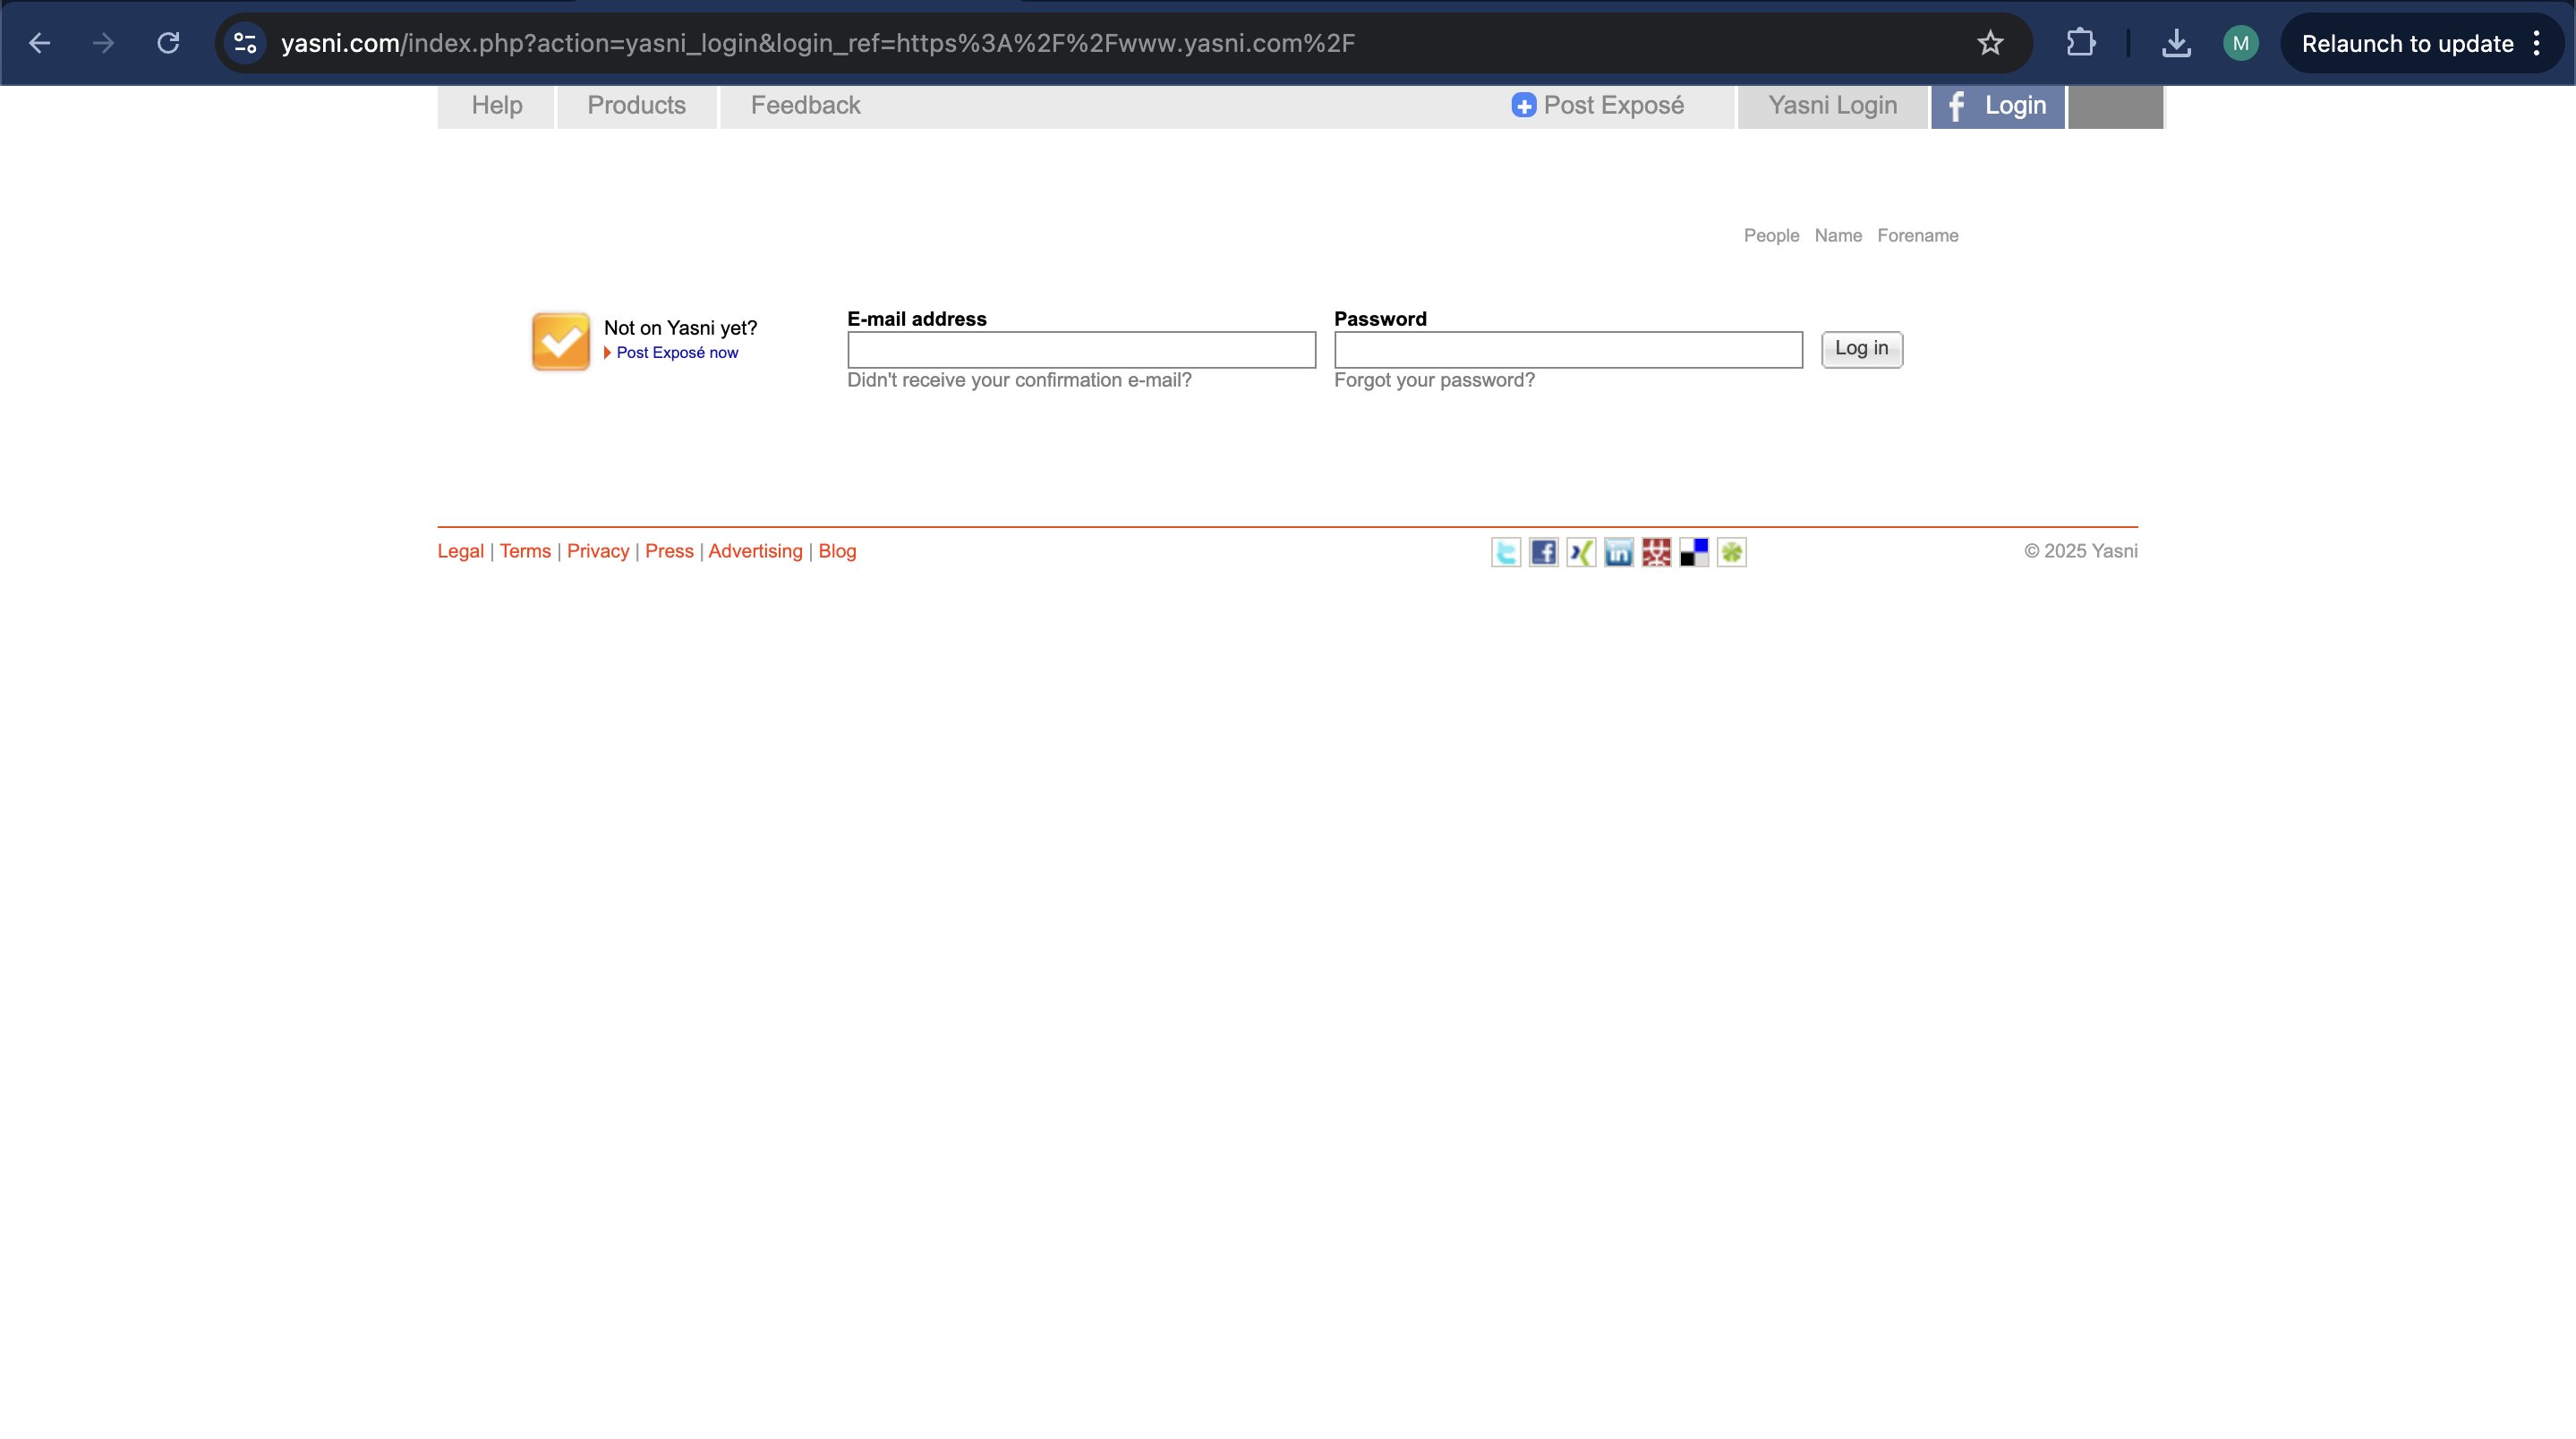 yasni.com/index.php?action=yasni_login&login_ref=https%3A%2F%2Fwww.yasni.com%2F
M
Relaunch to update
Help Products Feedback Post Exposé Yasni Login f Login
People Name Forename
Not on Yasni yet?
Post Exposé now
E-mail address
Password
Log in
Didn't receive your confirmation e-mail?
Forgot your password?
Legal | Terms | Privacy | Press | Advertising | Blog
t f in
© 2025 Yasni